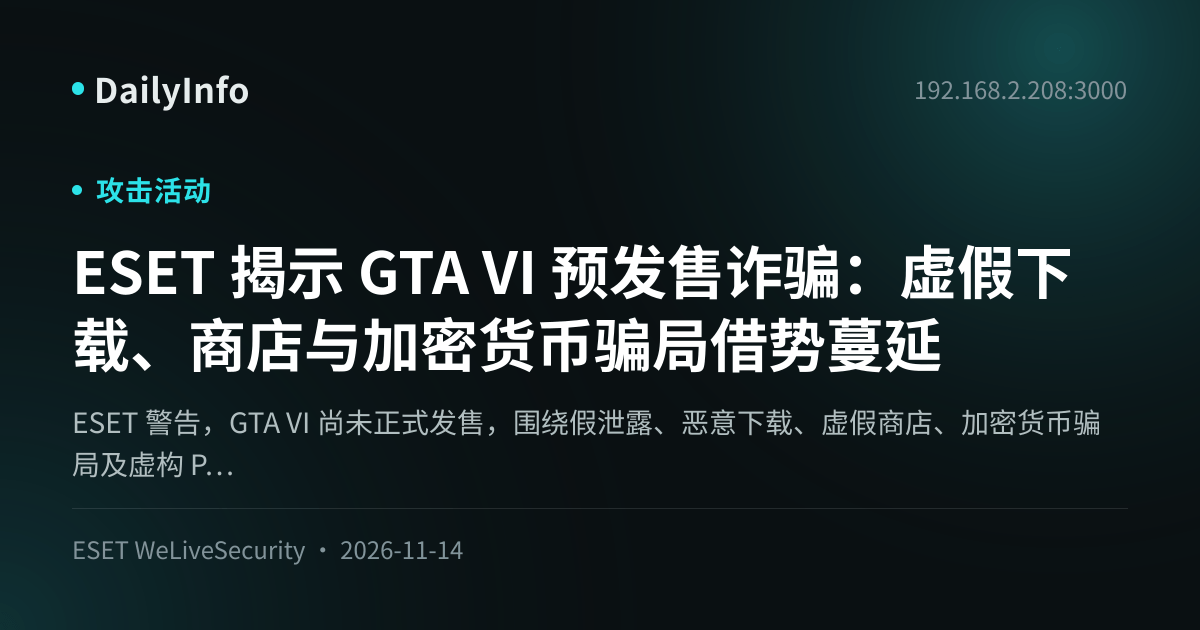 DailyInfo
192.168.2.208:3000
攻击活动
ESET 揭示 GTA VI 预发售诈骗：虚假下
载、商店与加密货币骗局借势蔓延
ESET 警告，GTA VI 尚未正式发售，围绕假泄露、恶意下载、虚假商店、加密货币骗
局及虚构 P…
ESET WeLiveSecurity · 2026-11-14